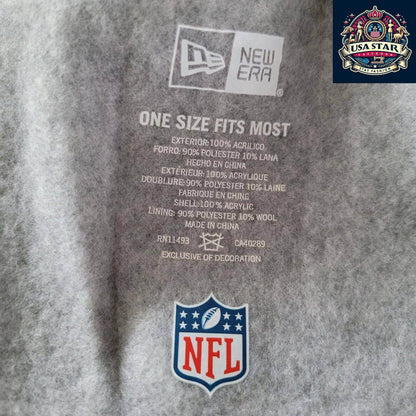 USA STAR
NEW
ERA
®
ONE SIZE FITS MOST
EXTERIOR: 100% ACRILICO
FORRO: 90% POLIESTER 10% LANA
HECHO EN CHINA
EXTÉRIEUR: 100% ACRYLIQUE
DOUBLURE: 90% POLYESTER 10% LAINE
FABRIQUE EN CHINE
SHELL: 100% ACRYLIC
LINING: 90% POLYESTER 10% WOOL
MADE IN CHINA
RN11493 CA40289
EXCLUSIVE OF DECORATION
NFL